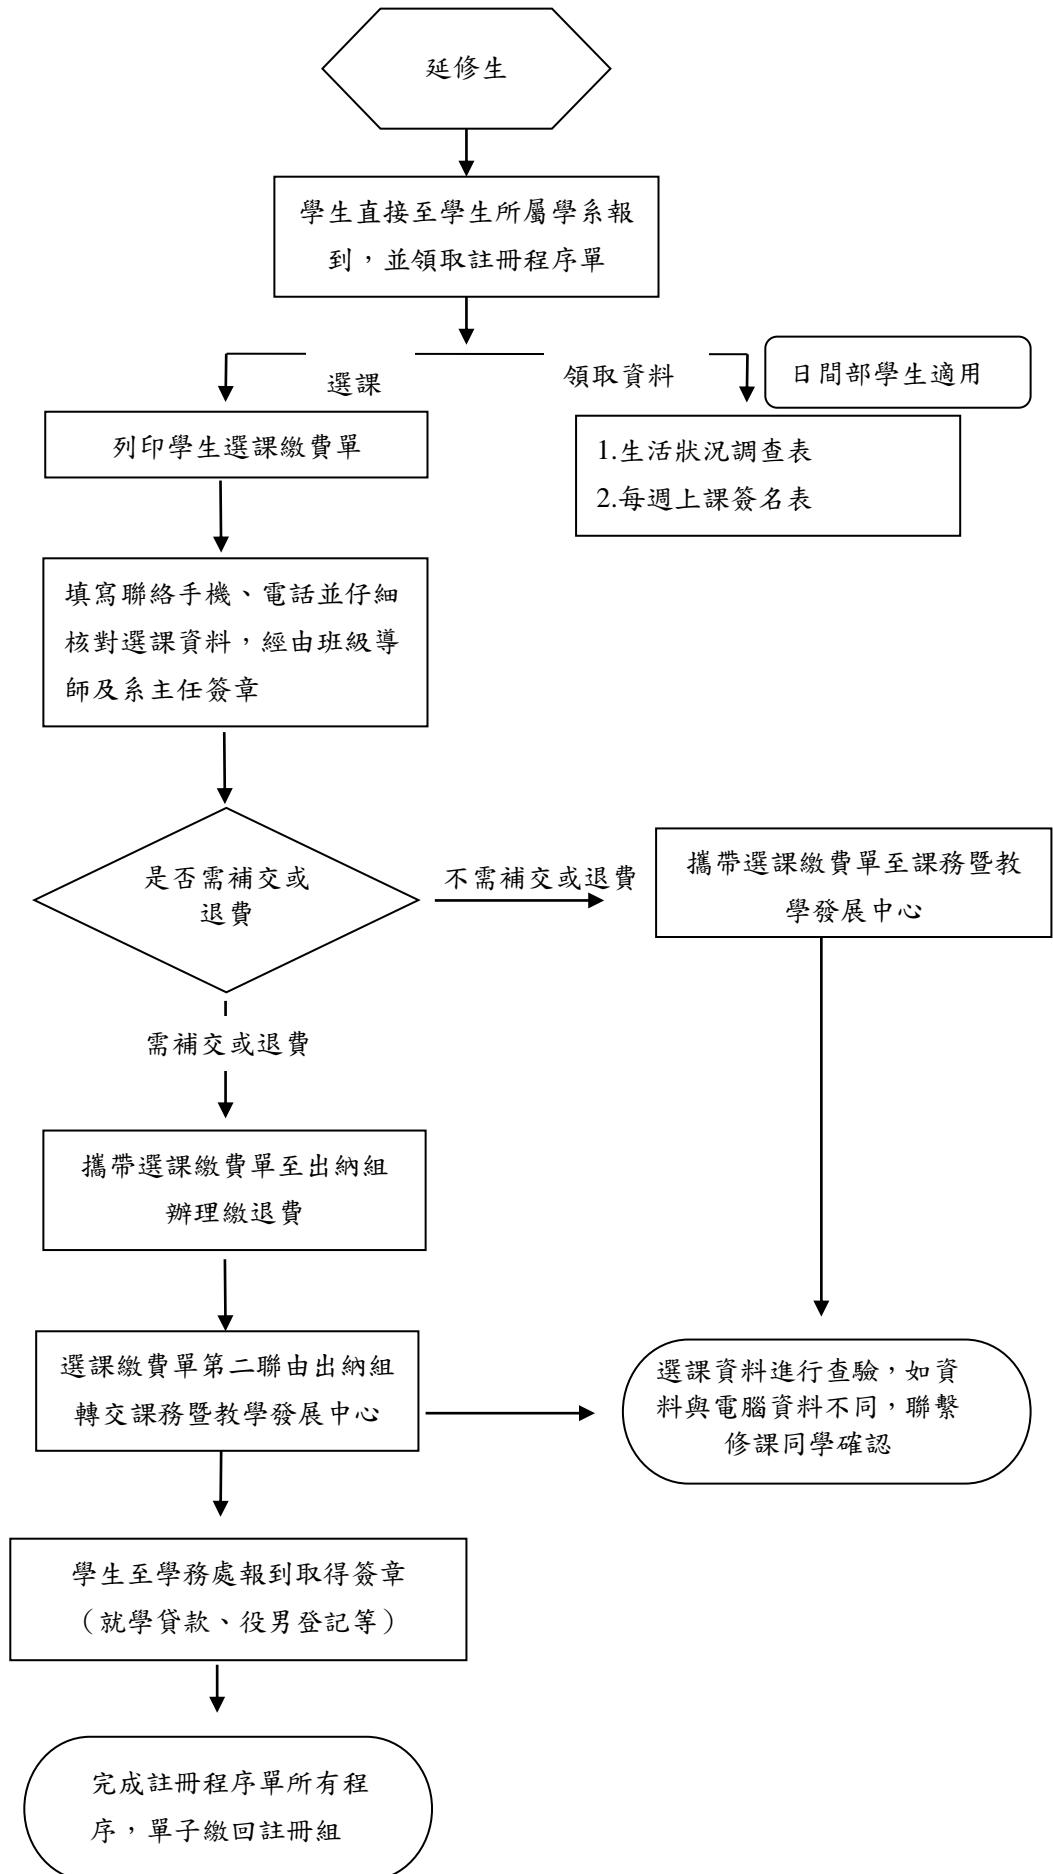 延修生
學生直接至學生所屬學系報
到，並領取註冊程序單
選課
領取資料
日間部學生適用
列印學生選課繳費單
1.生活狀況調查表
2.每週上課簽名表
填寫聯絡手機、電話並仔細
核對選課資料，經由班級導
師及系主任簽章
是否需補交或
退費
不需補交或退費
攜帶選課繳費單至課務暨教
學發展中心
需補交或退費
攜帶選課繳費單至出納組
辦理繳退費
選課繳費單第二聯由出納組
轉交課務暨教學發展中心
選課資料進行查驗，如資
料與電腦資料不同，聯繫
修課同學確認
學生至學務處報到取得簽章
（就學貸款、役男登記等）
完成註冊程序單所有程
序，單子繳回註冊組